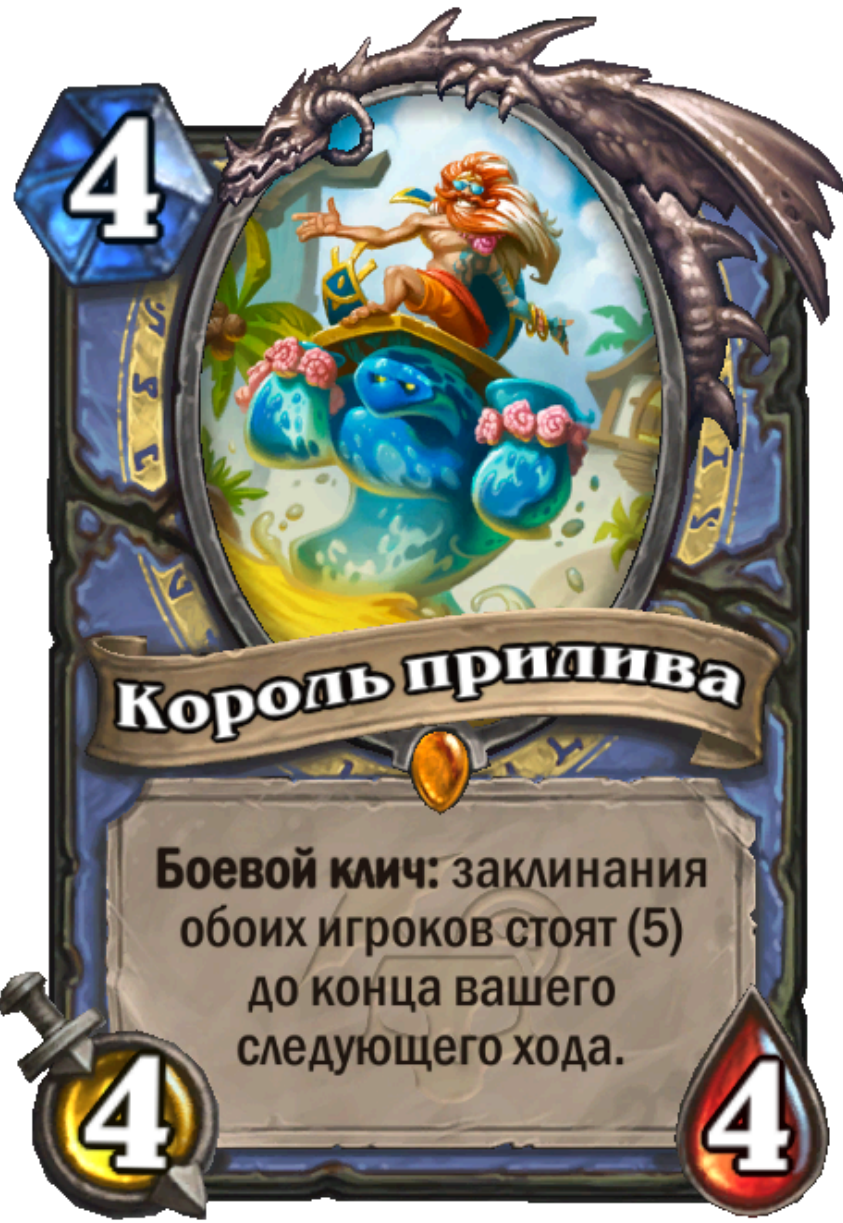 4
Король прилива
Боевой клич: заклинания
обоих игроков стоят (5)
до конца вашего
следующего хода.
4
4